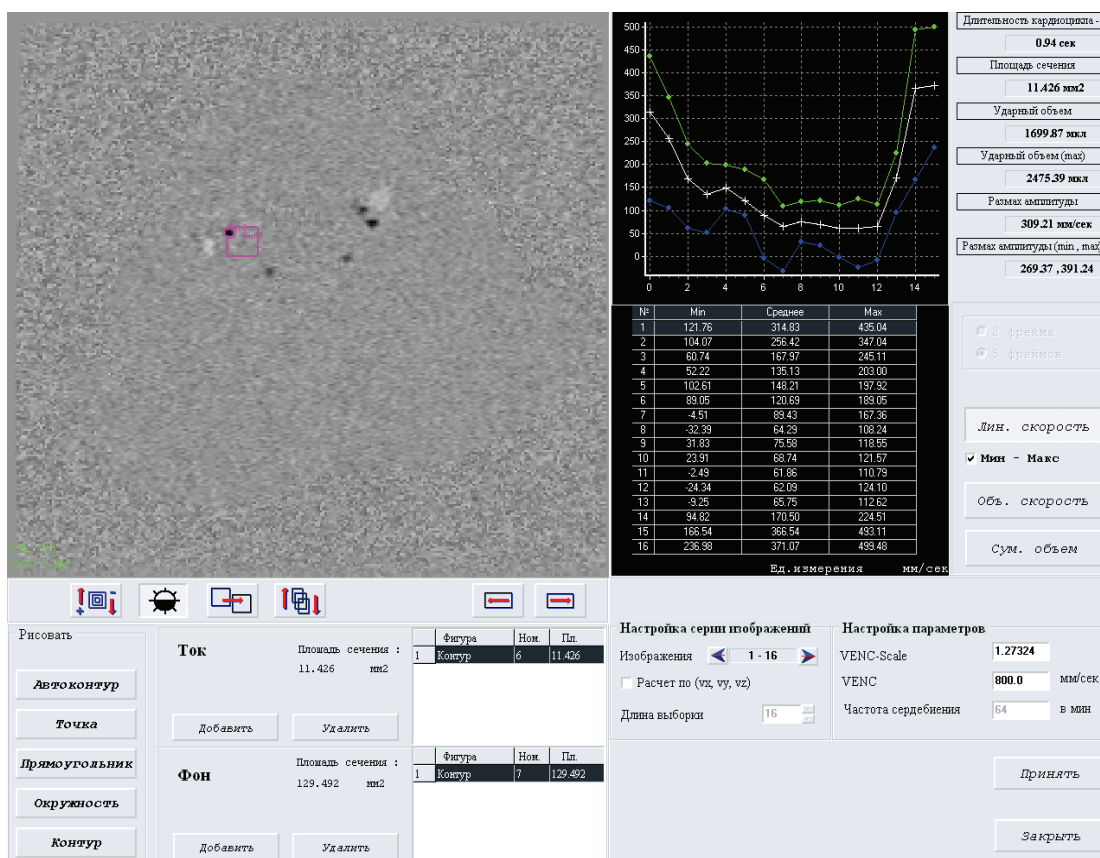 500
450
400
350
300
250
200
150
100
50
0
0 2 4 6 8 10 12 14
Длительность кардиоцикла -
0.94 сек
Площадь сечения
11.426 мм2
Ударный объем
1699.87 мкл
Ударный объем (max)
2475.39 мкл
Размах амплитуды
309.21 мм/сек
Размах амплитуды (min , max)
269.37 ,391.24
№ Min Среднее Max
1 121.76 314.83 435.04
2 104.07 256.42 347.04
3 60.74 167.97 245.11
4 52.22 135.13 203.00
5 102.61 148.21 197.92
6 89.05 120.69 189.05
7 -4.51 89.43 167.36
8 -32.39 64.29 108.24
9 31.83 75.58 118.55
10 23.91 68.74 121.57
11 -2.49 61.86 110.79
12 -24.34 62.09 124.10
13 -9.25 65.75 112.62
14 94.82 170.50 224.51
15 166.54 366.54 493.11
16 236.98 371.07 499.48
Ед.измерения мм/сек
2 фрейма
5 фреймов
Лин. скорость
Мин - Макс
Объ. скорость
Сум. объем
Рисовать
Автоконтур
Точка
Прямоугольник
Окружность
Контур
Ток
Площадь сечения :
11.426 мм2
Добавить Удалить
Фигура Ном. Пл.
1 Контур 6 11.426
Фон
Площадь сечения :
129.492 мм2
Добавить Удалить
Фигура Ном. Пл.
1 Контур 7 129.492
Настройка серии изображений
Изображения 1 - 16
Расчет по (vx, vy, vz)
Длина выборки 16
Настройка параметров
VENC-Scale 1.27324
VENC 800.0 мм/сек
Частота сердебиения 64 в мин
Принять
Закрыть